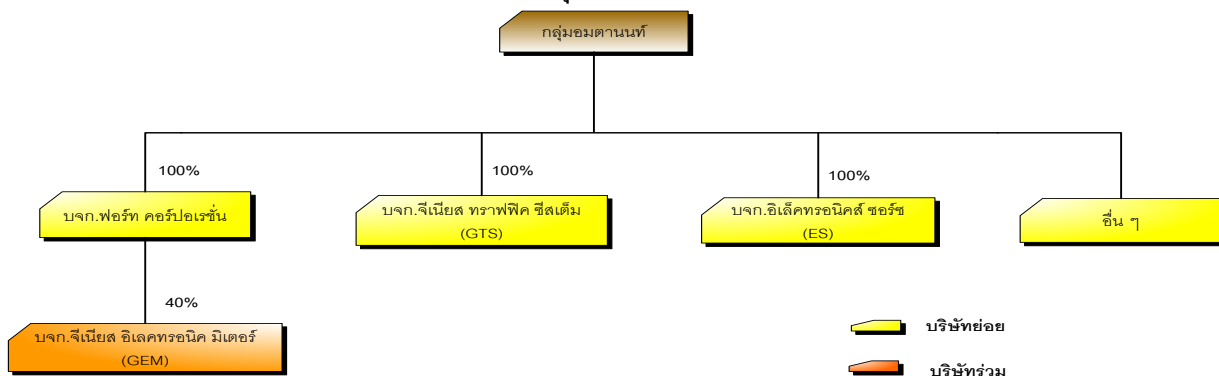 กลุ่มอมตานนท์
100%
100%
100%
บจก.ฟอร์ท คอร์ปอเรชั่น
บจก.จีเนียส ทราฟฟิค ซีสเต็ม
(GTS)
บจก.อิเล็คทรอนิคส์ ซอร์ซ
(ES)
อื่น ๆ
40%
บจก.จีเนียส อิเลคทรอนิค มิเตอร์
(GEM)
บริษัทย่อย
บริษัทร่วม